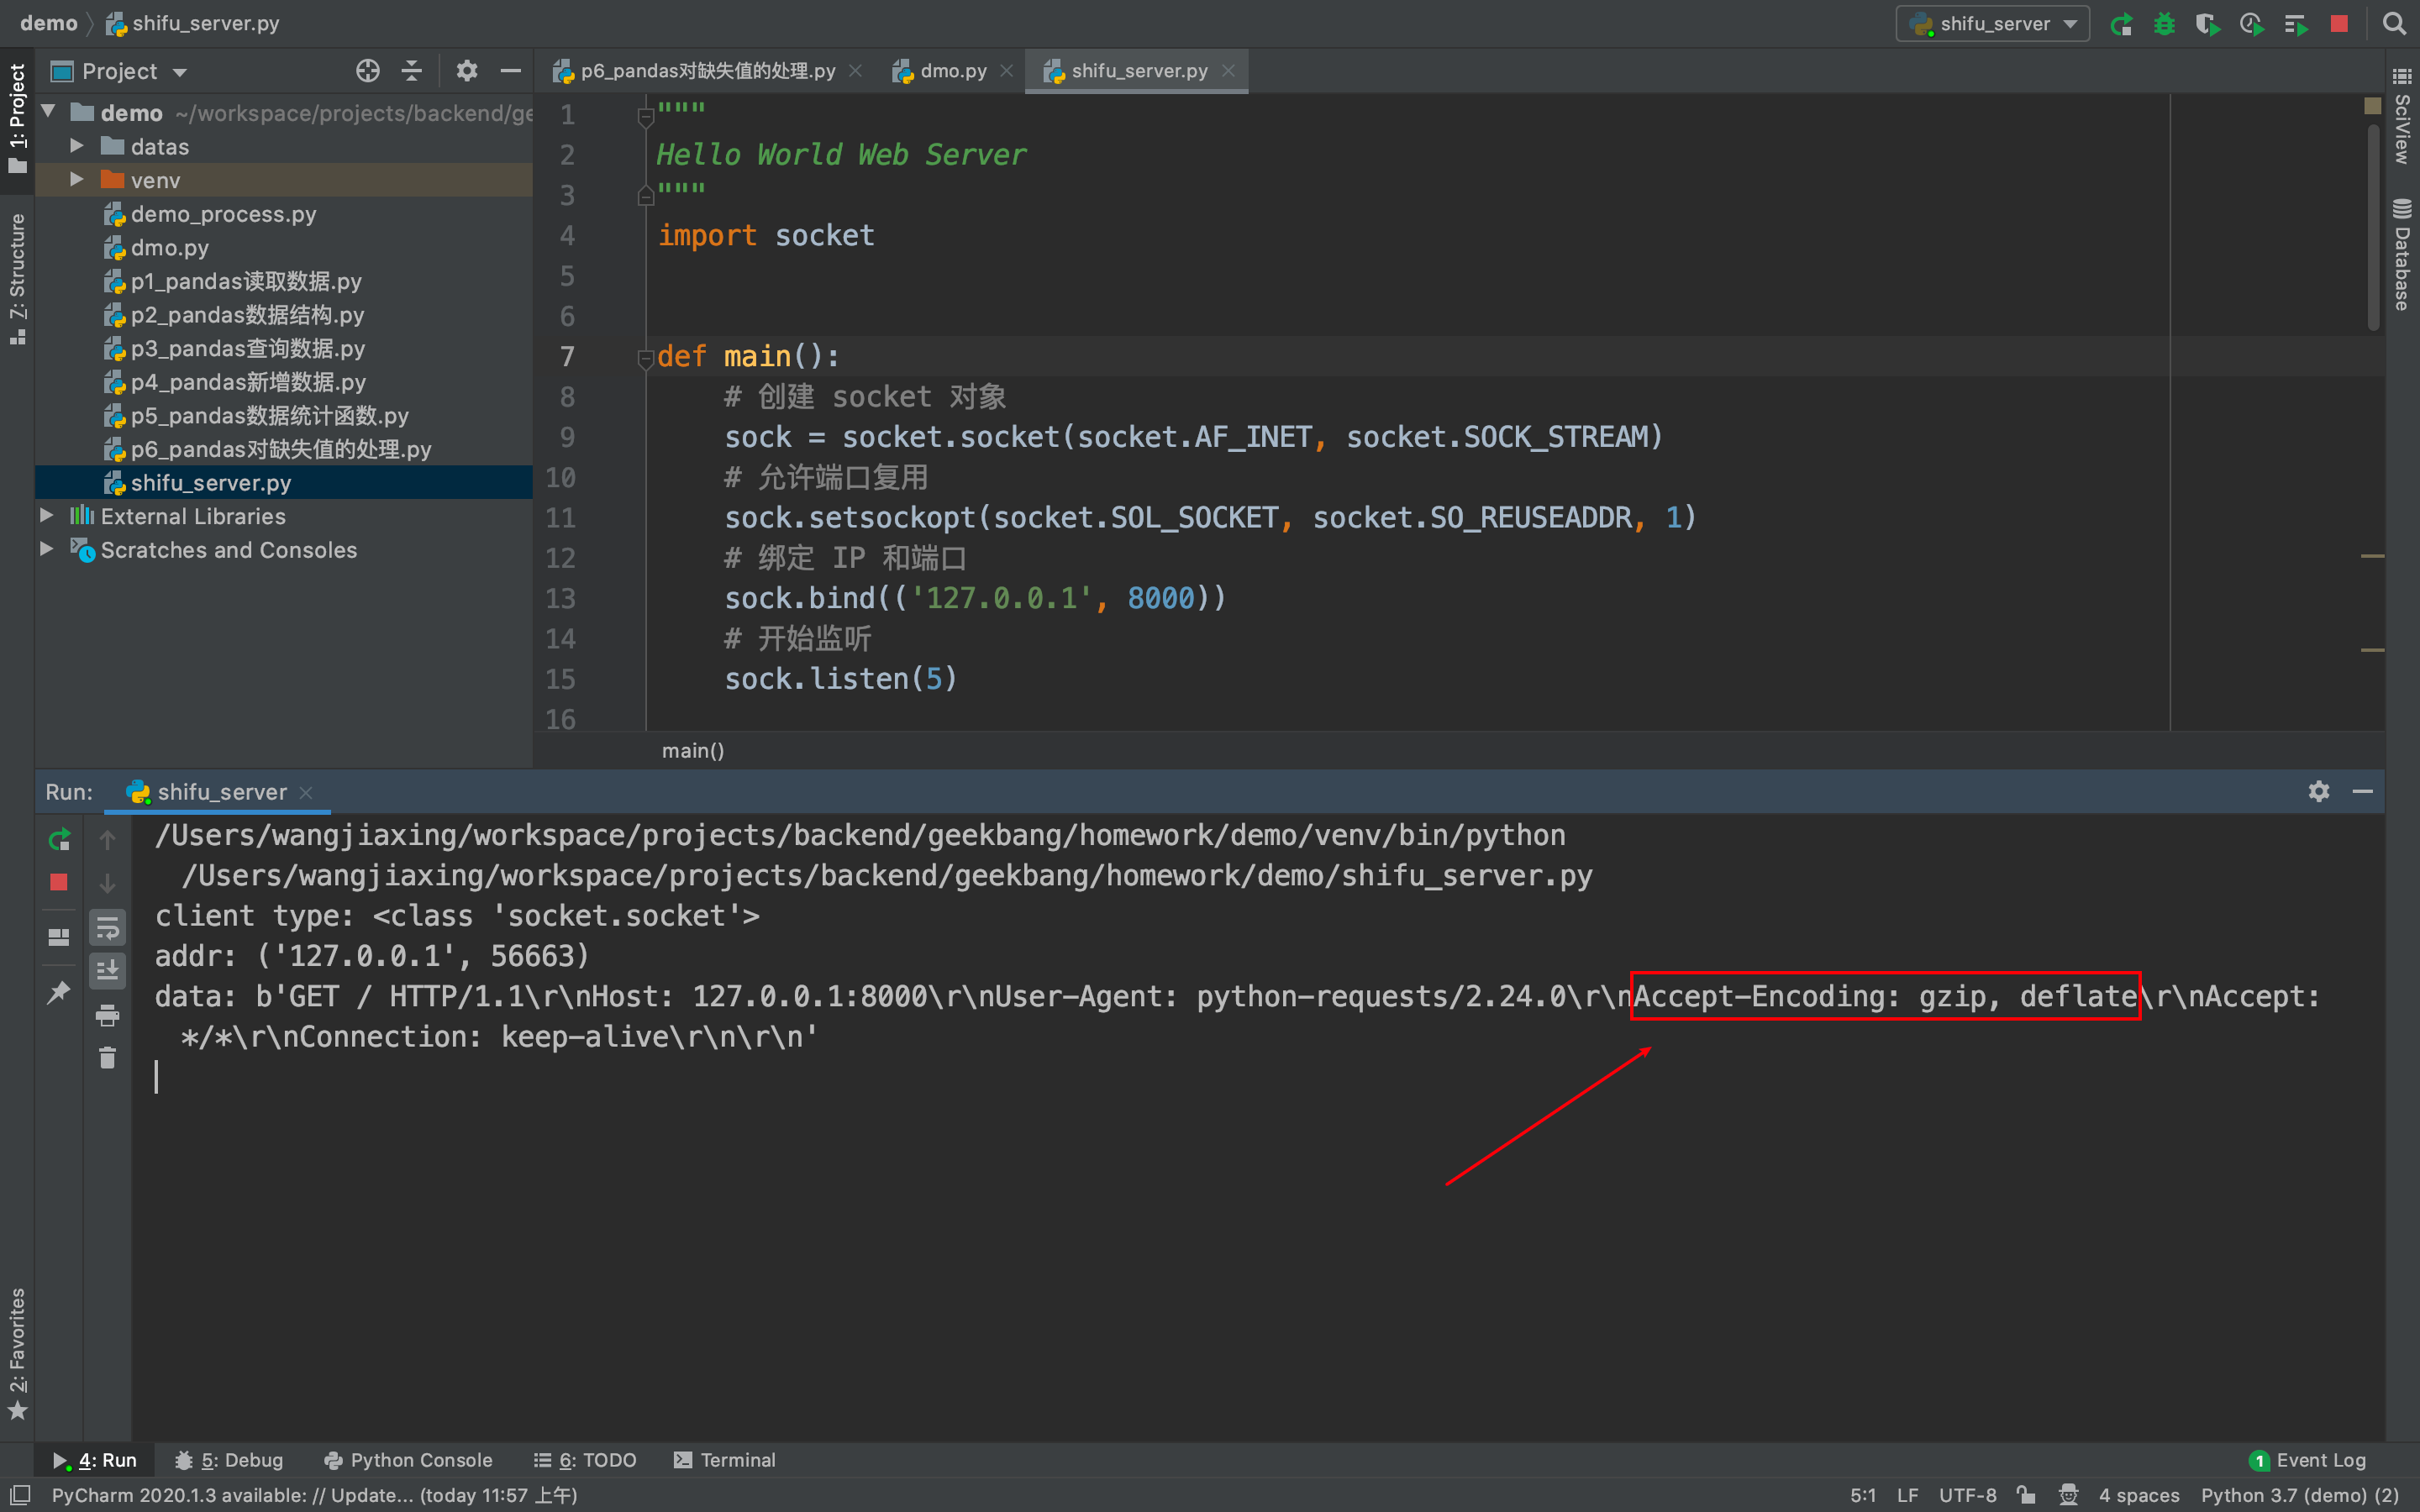 demo
shifu_server.py
shifu_server
1: Project
7: Structure
2: Favorites
Project
demo ~/workspace/projects/backend/ge
datas
venv
demo_process.py
dmo.py
p1_pandas读取数据.py
p2_pandas数据结构.py
p3_pandas查询数据.py
p4_pandas新增数据.py
p5_pandas数据统计函数.py
p6_pandas对缺失值的处理.py
shifu_server.py
External Libraries
Scratches and Consoles
p6_pandas对缺失值的处理.py
dmo.py
shifu_server.py
1 """
2 Hello World Web Server
3 """
4 import socket
5
6
7 def main():
8 # 创建 socket 对象
9 sock = socket.socket(socket.AF_INET, socket.SOCK_STREAM)
10 # 允许端口复用
11 sock.setsockopt(socket.SOL_SOCKET, socket.SO_REUSEADDR, 1)
12 # 绑定 IP 和端口
13 sock.bind(('127.0.0.1', 8000))
14 # 开始监听
15 sock.listen(5)
16
main()
SciView
Database
Run: shifu_server
/Users/wangjiaxing/workspace/projects/backend/geekbang/homework/demo/venv/bin/python
/Users/wangjiaxing/workspace/projects/backend/geekbang/homework/demo/shifu_server.py
client type: <class 'socket.socket'>
addr: ('127.0.0.1', 56663)
data: b'GET / HTTP/1.1\r\nHost: 127.0.0.1:8000\r\nUser-Agent: python-requests/2.24.0\r\nAccept-Encoding: gzip, deflate\r\nAccept:
*/*\r\nConnection: keep-alive\r\n\r\n'
4: Run
5: Debug
Python Console
6: TODO
Terminal
1 Event Log
PyCharm 2020.1.3 available: // Update... (today 11:57 上午)
5:1 LF UTF-8 4 spaces Python 3.7 (demo) (2)